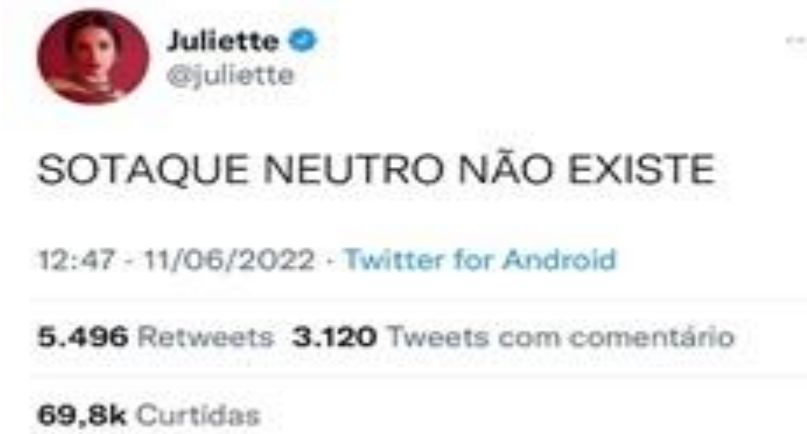 Juliette
@juliette
SOTAQUE NEUTRO NÃO EXISTE
12:47 · 11/06/2022 · Twitter for Android
5.496 Retweets 3.120 Tweets com comentário
69,8k Curtidas